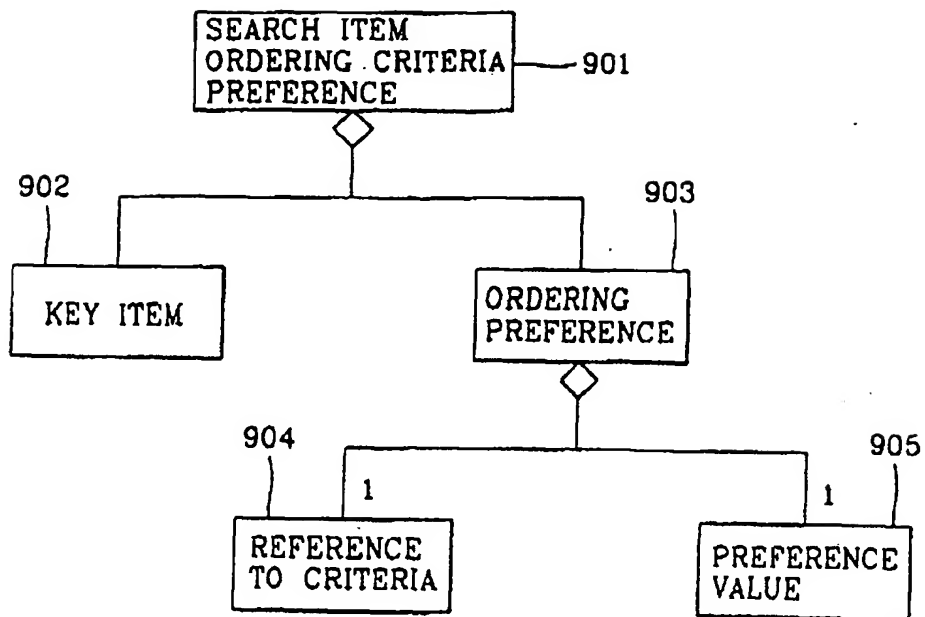 SEARCH ITEM
ORDERING CRITERIA
PREFERENCE
901
902
903
KEY ITEM
ORDERING
PREFERENCE
904
905
1
1
REFERENCE
TO CRITERIA
PREFERENCE
VALUE